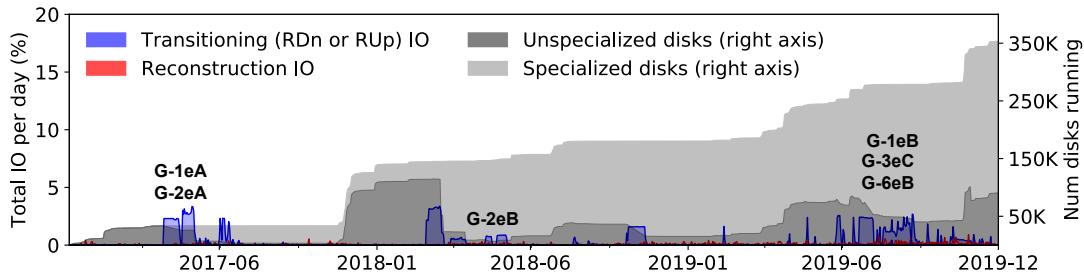 Total IO per day (%)
20
15
10
5
0
Transitioning (RDn or RUp) IO
Reconstruction IO
Unspecialized disks (right axis)
Specialized disks (right axis)
G-1eA
G-2eA
G-2eB
G-1eB
G-3eC
G-6eB
350K
250K
150K
50K
Num disks running
2017-06
2018-01
2018-06
2019-01
2019-06
2019-12